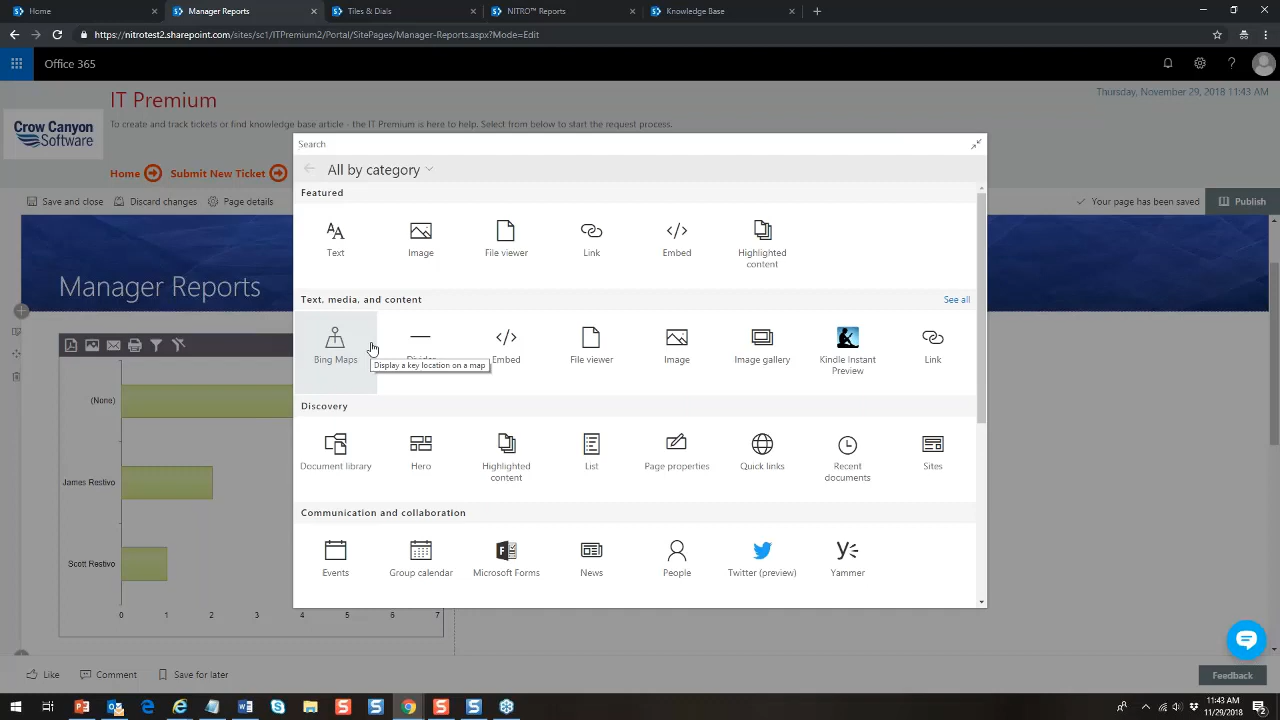 Home
Manager Reports
Tiles & Dials
NITRO™ Reports
Knowledge Base
https://nitrotest2.sharepoint.com/sites/sc1/ITPremium2/Portal/SitePages/Manager-Reports.aspx?Mode=Edit
Office 365
Crow Canyon
Software
IT Premium
Thursday, November 29, 2018 11:43 AM
To create and track tickets or find knowledge base article - the IT Premium is here to help. Select from below to start the request process.
Home
Submit New Ticket
Save and close
Discard changes
Page details
Your page has been saved
Publish
Manager Reports
Search
All by category
Featured
Text
Image
File viewer
Link
Embed
Highlighted
content
Text, media, and content
See all
Bing Maps
Divider
Embed
File viewer
Image
Image gallery
Kindle Instant
Preview
Link
Display a key location on a map
Discovery
Document library
Hero
Highlighted
content
List
Page properties
Quick links
Recent
documents
Sites
Communication and collaboration
Events
Group calendar
Microsoft Forms
News
People
Twitter (preview)
Yammer
(None)
James Restivo
Scott Restivo
0 1 2 3 4 5 6 7
Like
Comment
Save for later
Feedback
11:43 AM
11/29/2018